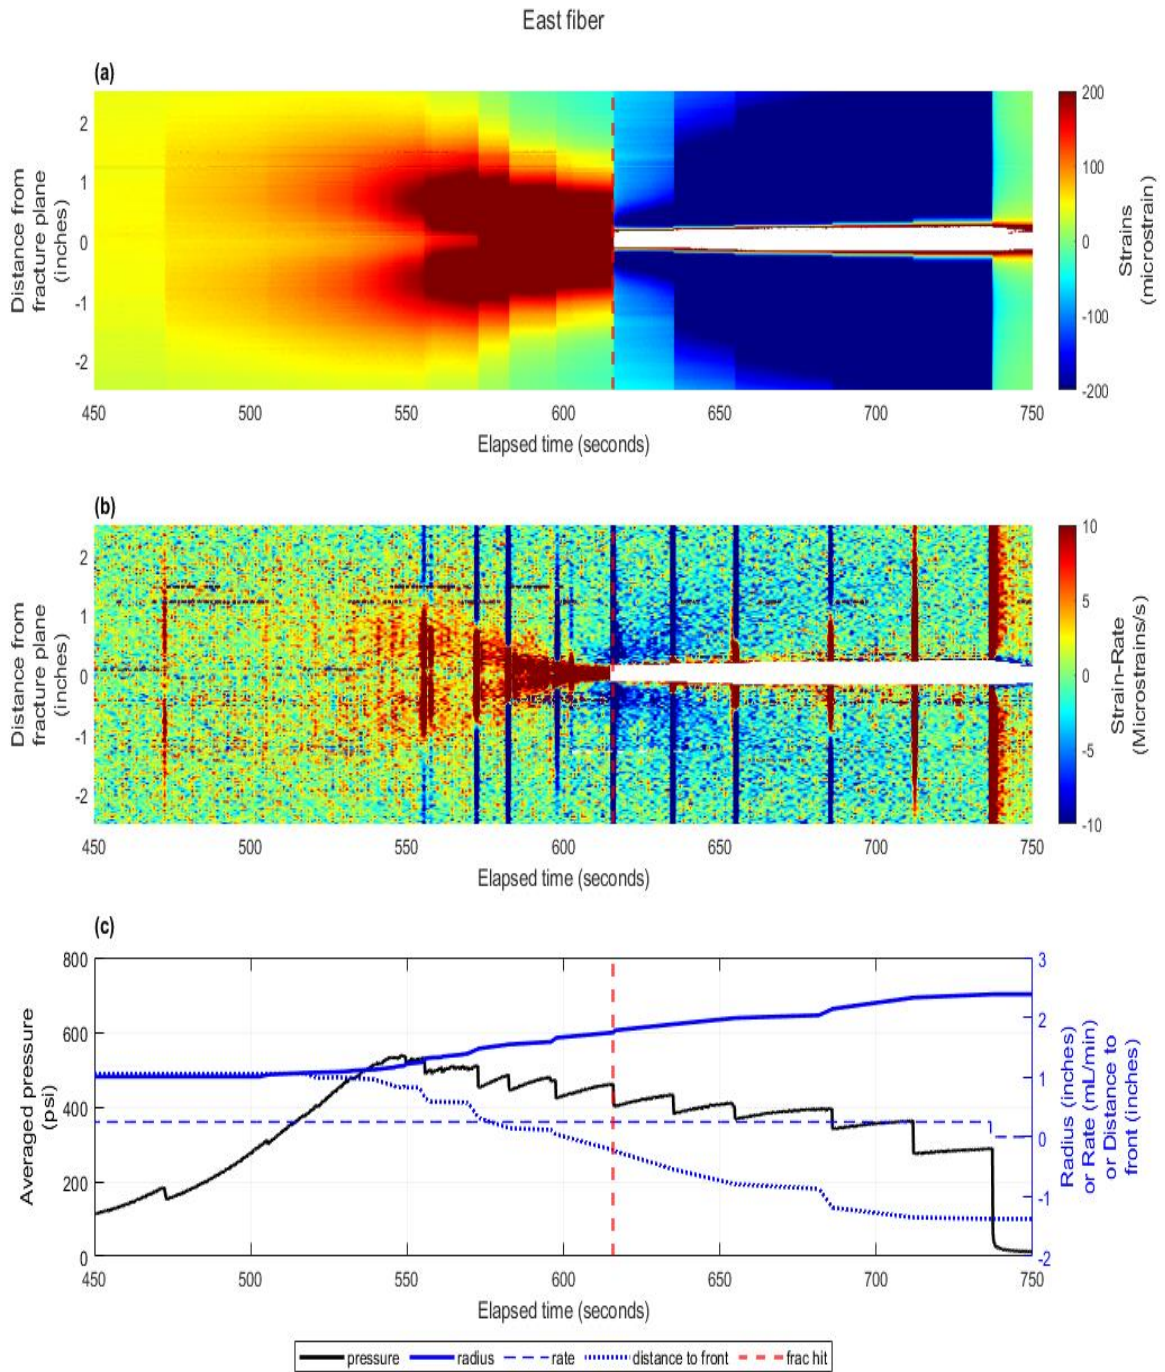 East fiber
(a)
Distance from
fracture plane
(inches)
2
1
0
-1
-2
450 500 550 600 650 700 750
Elapsed time (seconds)
200
100
0
-100
-200
Strains
(microstrain)
(b)
Distance from
fracture plane
(inches)
2
1
0
-1
-2
450 500 550 600 650 700 750
Elapsed time (seconds)
10
5
0
-5
-10
Strain-Rate
(Microstrains/s)
(c)
Averaged pressure
(psi)
800
600
400
200
0
450 500 550 600 650 700 750
Elapsed time (seconds)
3
2
1
0
-1
-2
Radius (inches)
or Rate (mL/min)
or Distance to
front (inches)
pressure radius rate distance to front frac hit